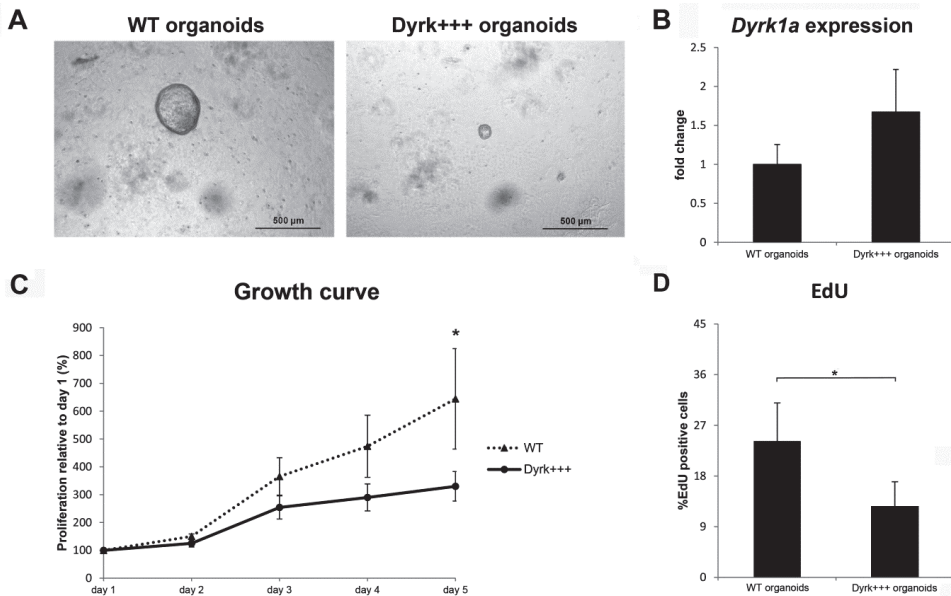 A
WT organoids
Dyrk+++ organoids
500 µm
500 µm
B
Dyrk1a expression
fold change
2.5
2
1.5
1
0.5
0
WT organoids
Dyrk+++ organoids
C
Growth curve
Proliferation relative to day 1 (%)
900
800
700
600
500
400
300
200
100
0
day 1
day 2
day 3
day 4
day 5
*
WT
Dyrk+++
D
EdU
%EdU positive cells
45
36
27
18
9
0
*
WT organoids
Dyrk+++ organoids